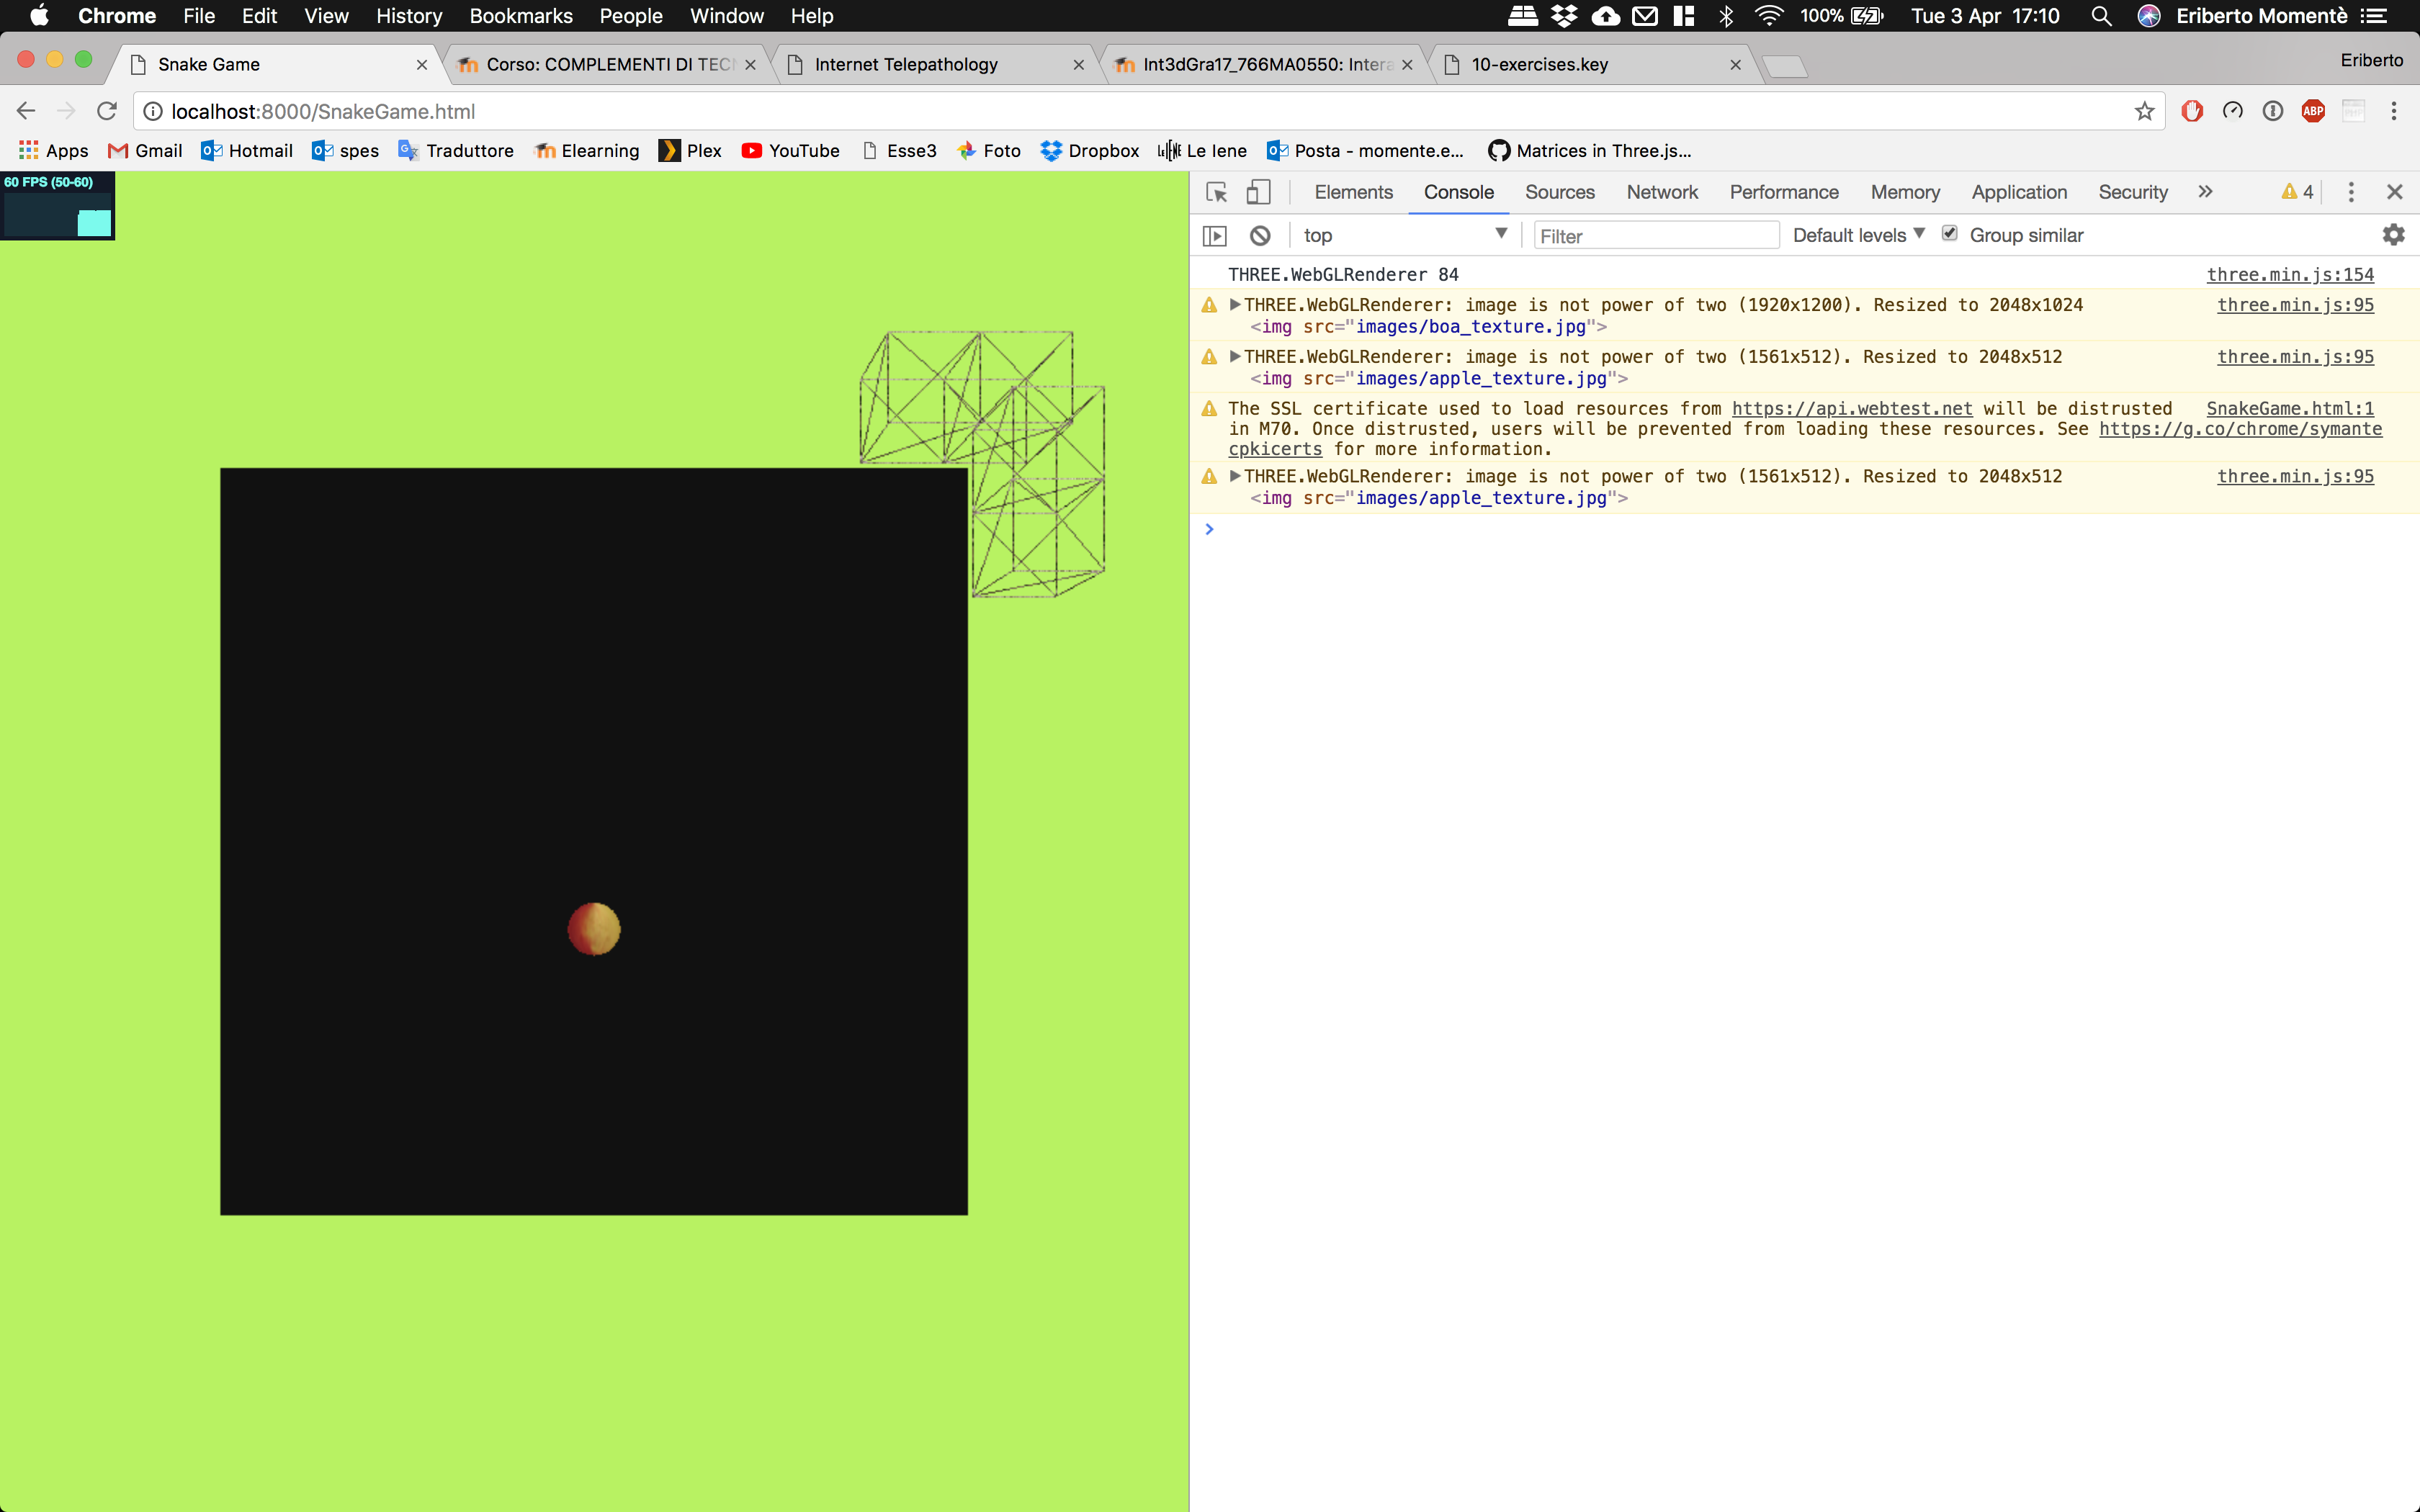 Chrome File Edit View History Bookmarks People Window Help 100% Tue 3 Apr 17:10 Eriberto Momentè
Snake Game Corso: COMPLEMENTI DI TEC Internet Telepathology Int3dGra17_766MA0550: Intera 10-exercises.key Eriberto
localhost:8000/SnakeGame.html ABP
Apps Gmail Hotmail spes Traduttore Elearning Plex YouTube Esse3 Foto Dropbox Le Iene Posta - momente.e... Matrices in Three.js...
60 FPS (50-60)
Elements Console Sources Network Performance Memory Application Security » 4
top Filter Default levels Group similar
THREE.WebGLRenderer 84 three.min.js:154
THREE.WebGLRenderer: image is not power of two (1920x1200). Resized to 2048x1024 three.min.js:95
<img src="images/boa_texture.jpg">
THREE.WebGLRenderer: image is not power of two (1561x512). Resized to 2048x512 three.min.js:95
<img src="images/apple_texture.jpg">
The SSL certificate used to load resources from https://api.webtest.net will be distrusted SnakeGame.html:1
in M70. Once distrusted, users will be prevented from loading these resources. See https://g.co/chrome/symante
cpkicerts for more information.
THREE.WebGLRenderer: image is not power of two (1561x512). Resized to 2048x512 three.min.js:95
<img src="images/apple_texture.jpg">